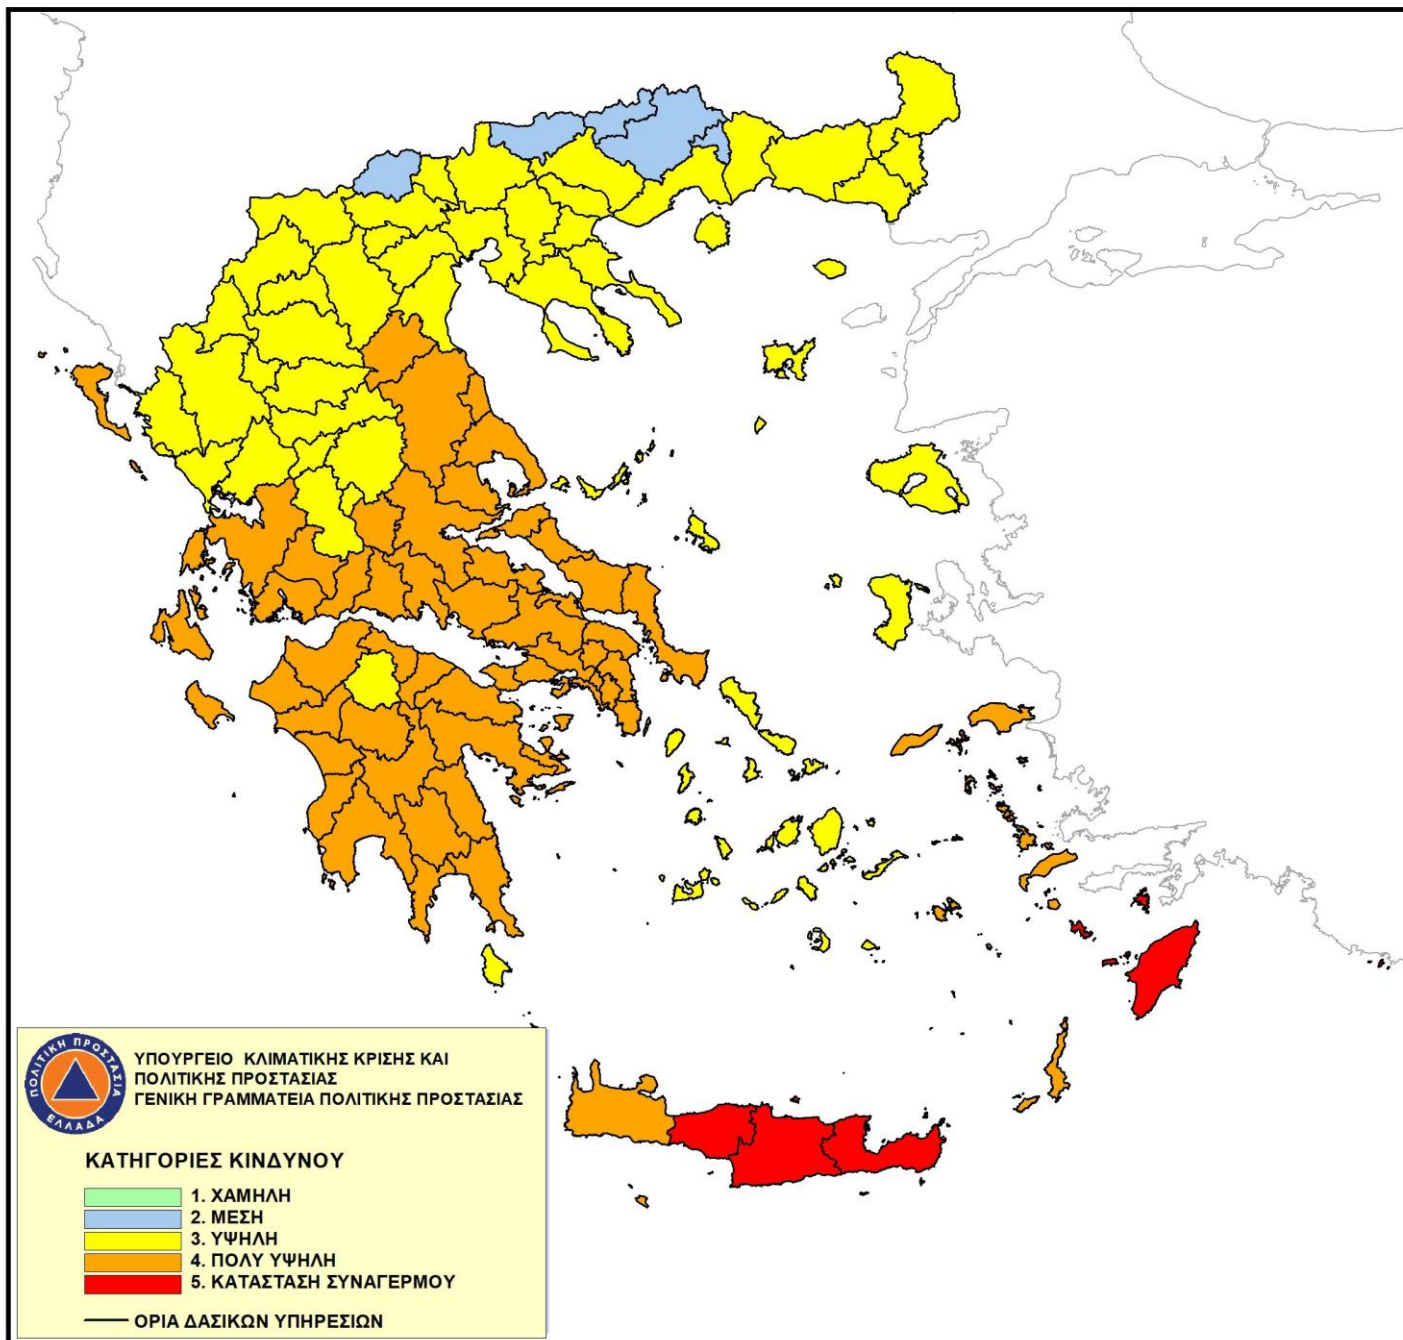 ΠΟΛΙΤΙΚΗ ΠΡΟΣΤΑΣΙΑ
ΕΛΛΑΔΑ
ΥΠΟΥΡΓΕΙΟ ΚΛΙΜΑΤΙΚΗΣ ΚΡΙΣΗΣ ΚΑΙ
ΠΟΛΙΤΙΚΗΣ ΠΡΟΣΤΑΣΙΑΣ
ΓΕΝΙΚΗ ΓΡΑΜΜΑΤΕΙΑ ΠΟΛΙΤΙΚΗΣ ΠΡΟΣΤΑΣΙΑΣ
ΚΑΤΗΓΟΡΙΕΣ ΚΙΝΔΥΝΟΥ
1. ΧΑΜΗΛΗ
2. ΜΕΣΗ
3. ΥΨΗΛΗ
4. ΠΟΛΥ ΥΨΗΛΗ
5. ΚΑΤΑΣΤΑΣΗ ΣΥΝΑΓΕΡΜΟΥ
ΟΡΙΑ ΔΑΣΙΚΩΝ ΥΠΗΡΕΣΙΩΝ